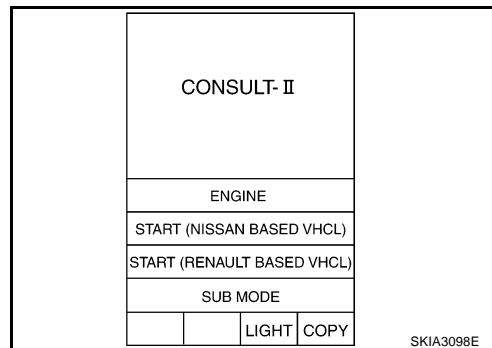 CONSULT-II
ENGINE
START (NISSAN BASED VHCL)
START (RENAULT BASED VHCL)
SUB MODE
LIGHT COPY
SKIA3098E